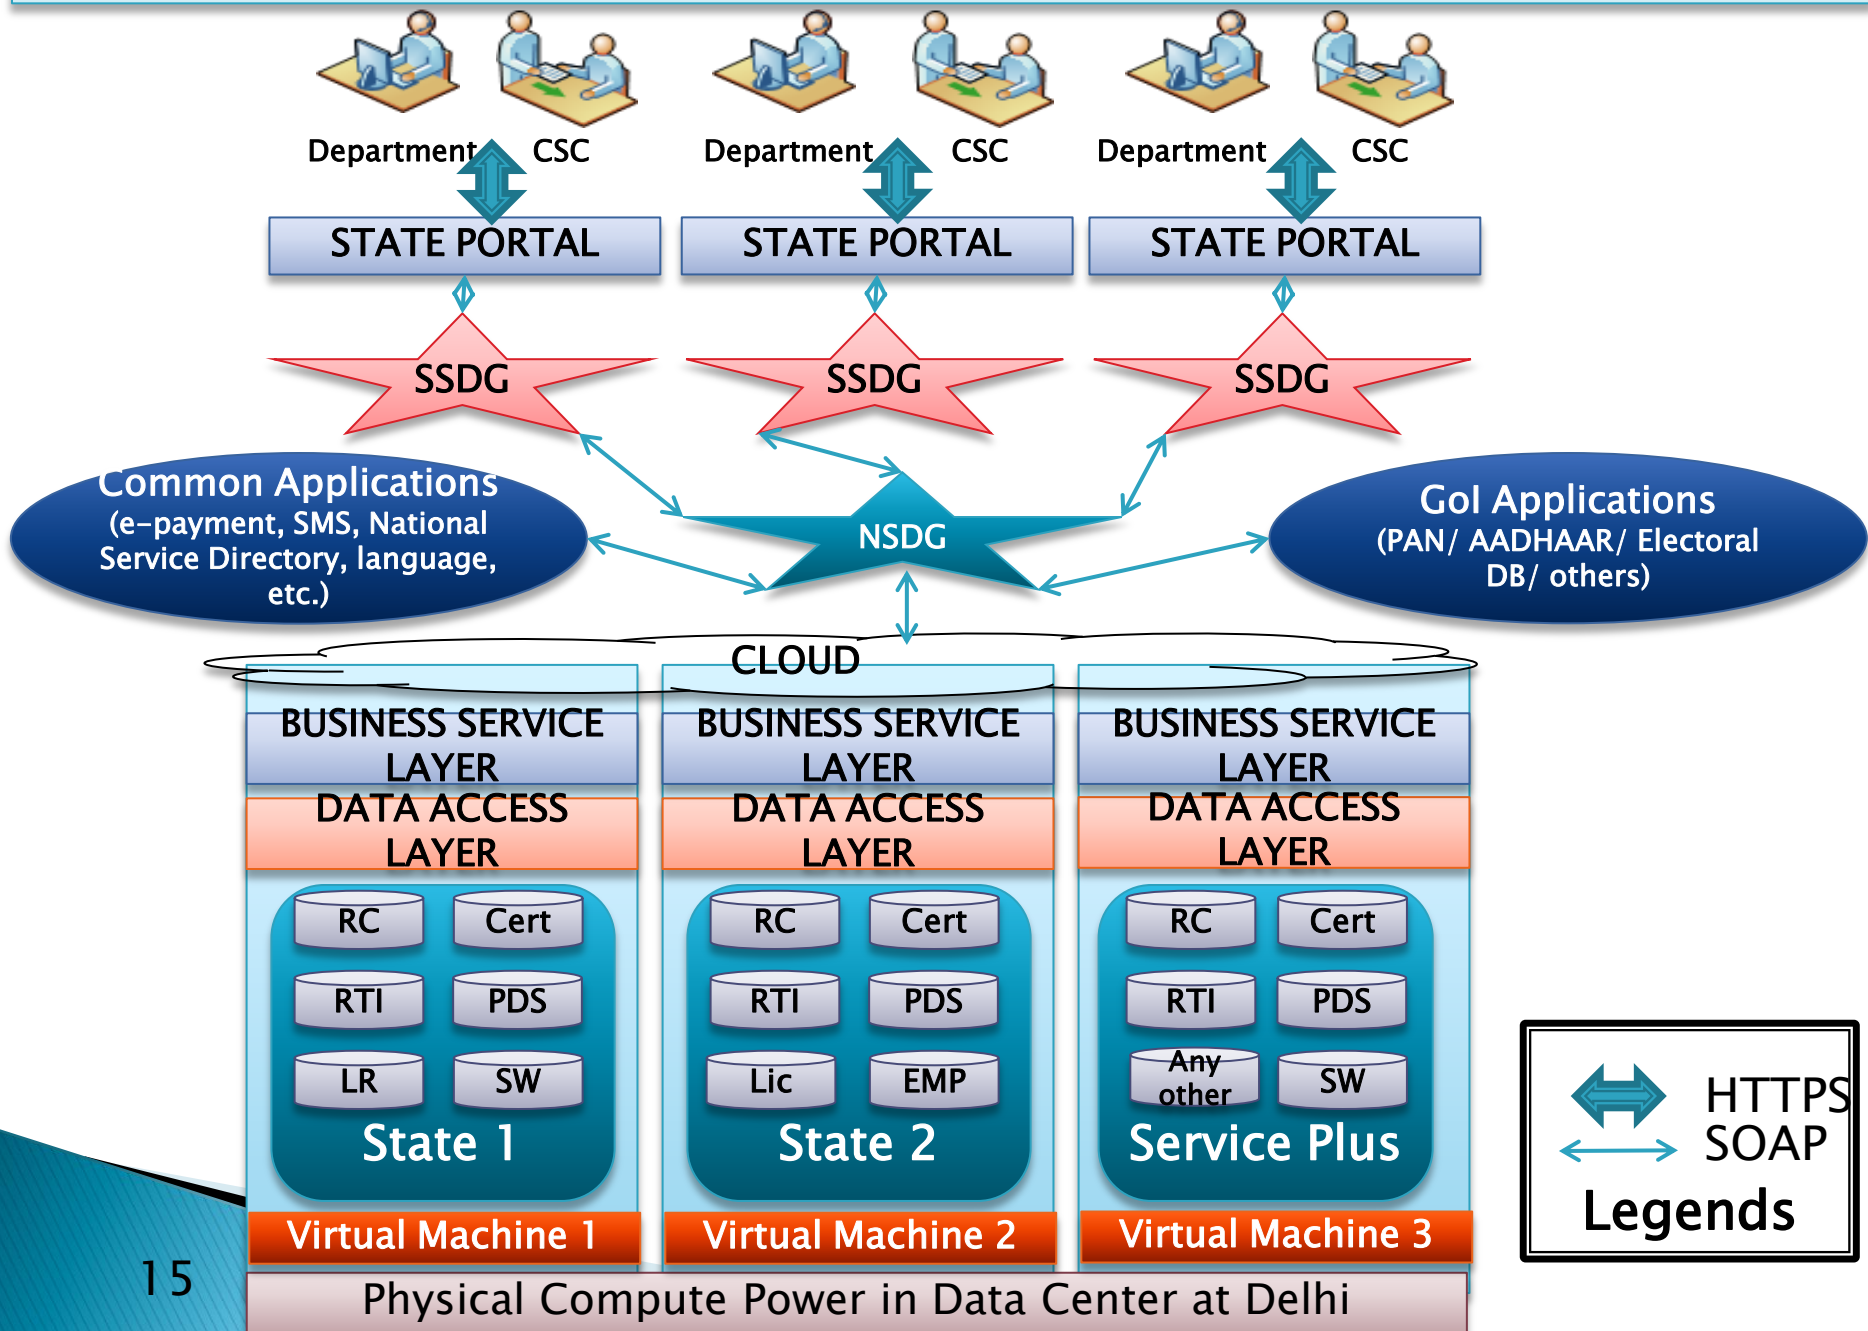 Department CSC
Department CSC
Department CSC
STATE PORTAL
STATE PORTAL
STATE PORTAL
SSDG
SSDG
SSDG
Common Applications
(e-payment, SMS, National
Service Directory, language,
etc.)
NSDG
GoI Applications
(PAN/ AADHAAR/ Electoral
DB/ others)
CLOUD
BUSINESS SERVICE
LAYER
DATA ACCESS
LAYER
RC Cert
RTI PDS
LR SW
State 1
Virtual Machine 1
BUSINESS SERVICE
LAYER
DATA ACCESS
LAYER
RC Cert
RTI PDS
Lic EMP
State 2
Virtual Machine 2
BUSINESS SERVICE
LAYER
DATA ACCESS
LAYER
RC Cert
RTI PDS
Any
other
SW
Service Plus
Virtual Machine 3
HTTPS
SOAP
Legends
15
Physical Compute Power in Data Center at Delhi